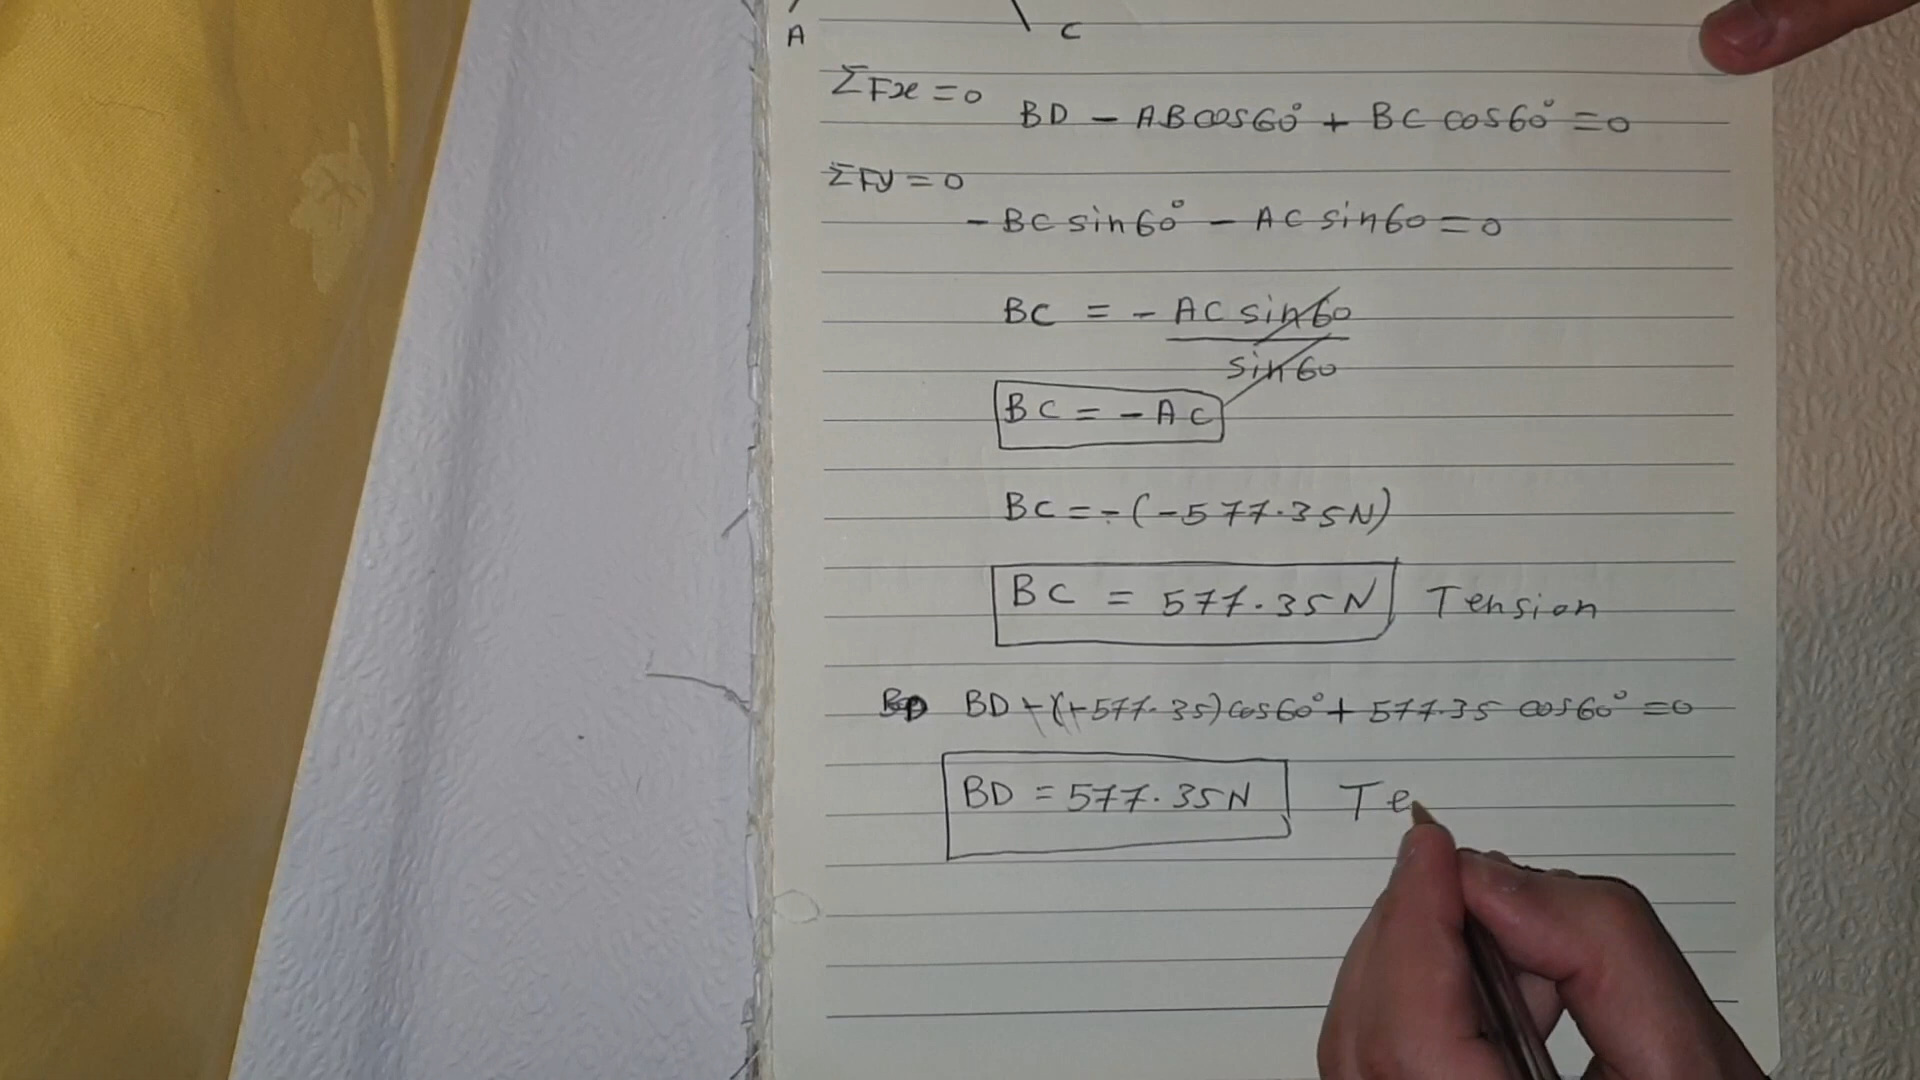 A C
ΣFx = 0 BD - AB cos60° + BC cos60° = 0
ΣFy = 0
- BC sin60° - AC sin60 = 0
BC = - AC sin60
sin60
BC = - AC
BC = - (-577.35N)
BC = 577.35N Tension
BD BD - (-577.35) cos60° + 577.35 cos60° = 0
BD = 577.35N Te